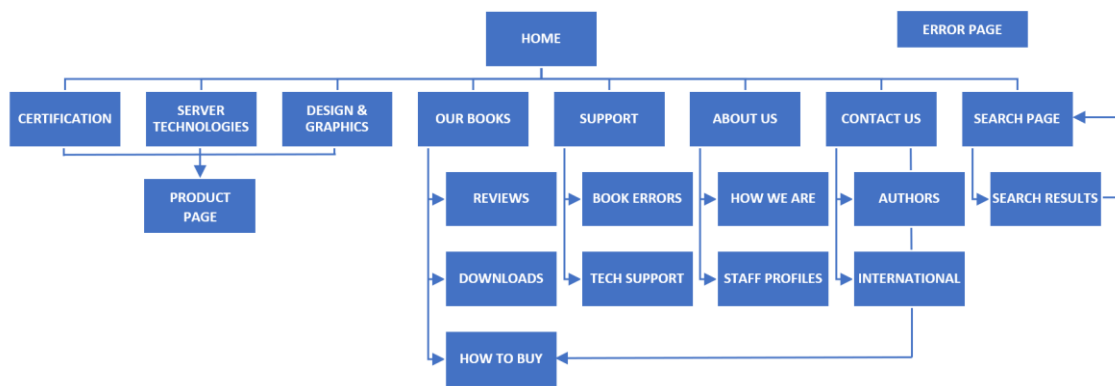 HOME
ERROR PAGE
CERTIFICATION
SERVER
TECHNOLOGIES
DESIGN &
GRAPHICS
OUR BOOKS
SUPPORT
ABOUT US
CONTACT US
SEARCH PAGE
PRODUCT
PAGE
REVIEWS
BOOK ERRORS
HOW WE ARE
AUTHORS
SEARCH RESULTS
DOWNLOADS
TECH SUPPORT
STAFF PROFILES
INTERNATIONAL
HOW TO BUY